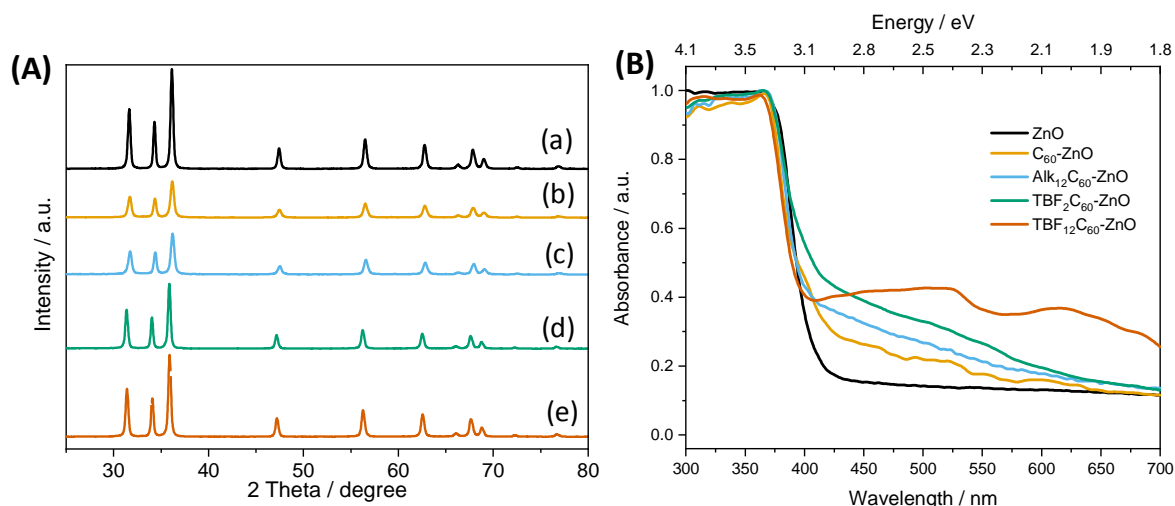 (A)
(a)
(b)
(c)
(d)
(e)
Intensity / a.u.
30 40 50 60 70 80
2 Theta / degree
Energy / eV
4.1 3.5 3.1 2.8 2.5 2.3 2.1 1.9 1.8
(B)
1.0
0.8
0.6
0.4
0.2
0.0
Absorbance / a.u.
ZnO
C60-ZnO
Alk12C60-ZnO
TBF2C60-ZnO
TBF12C60-ZnO
300 350 400 450 500 550 600 650 700
Wavelength / nm